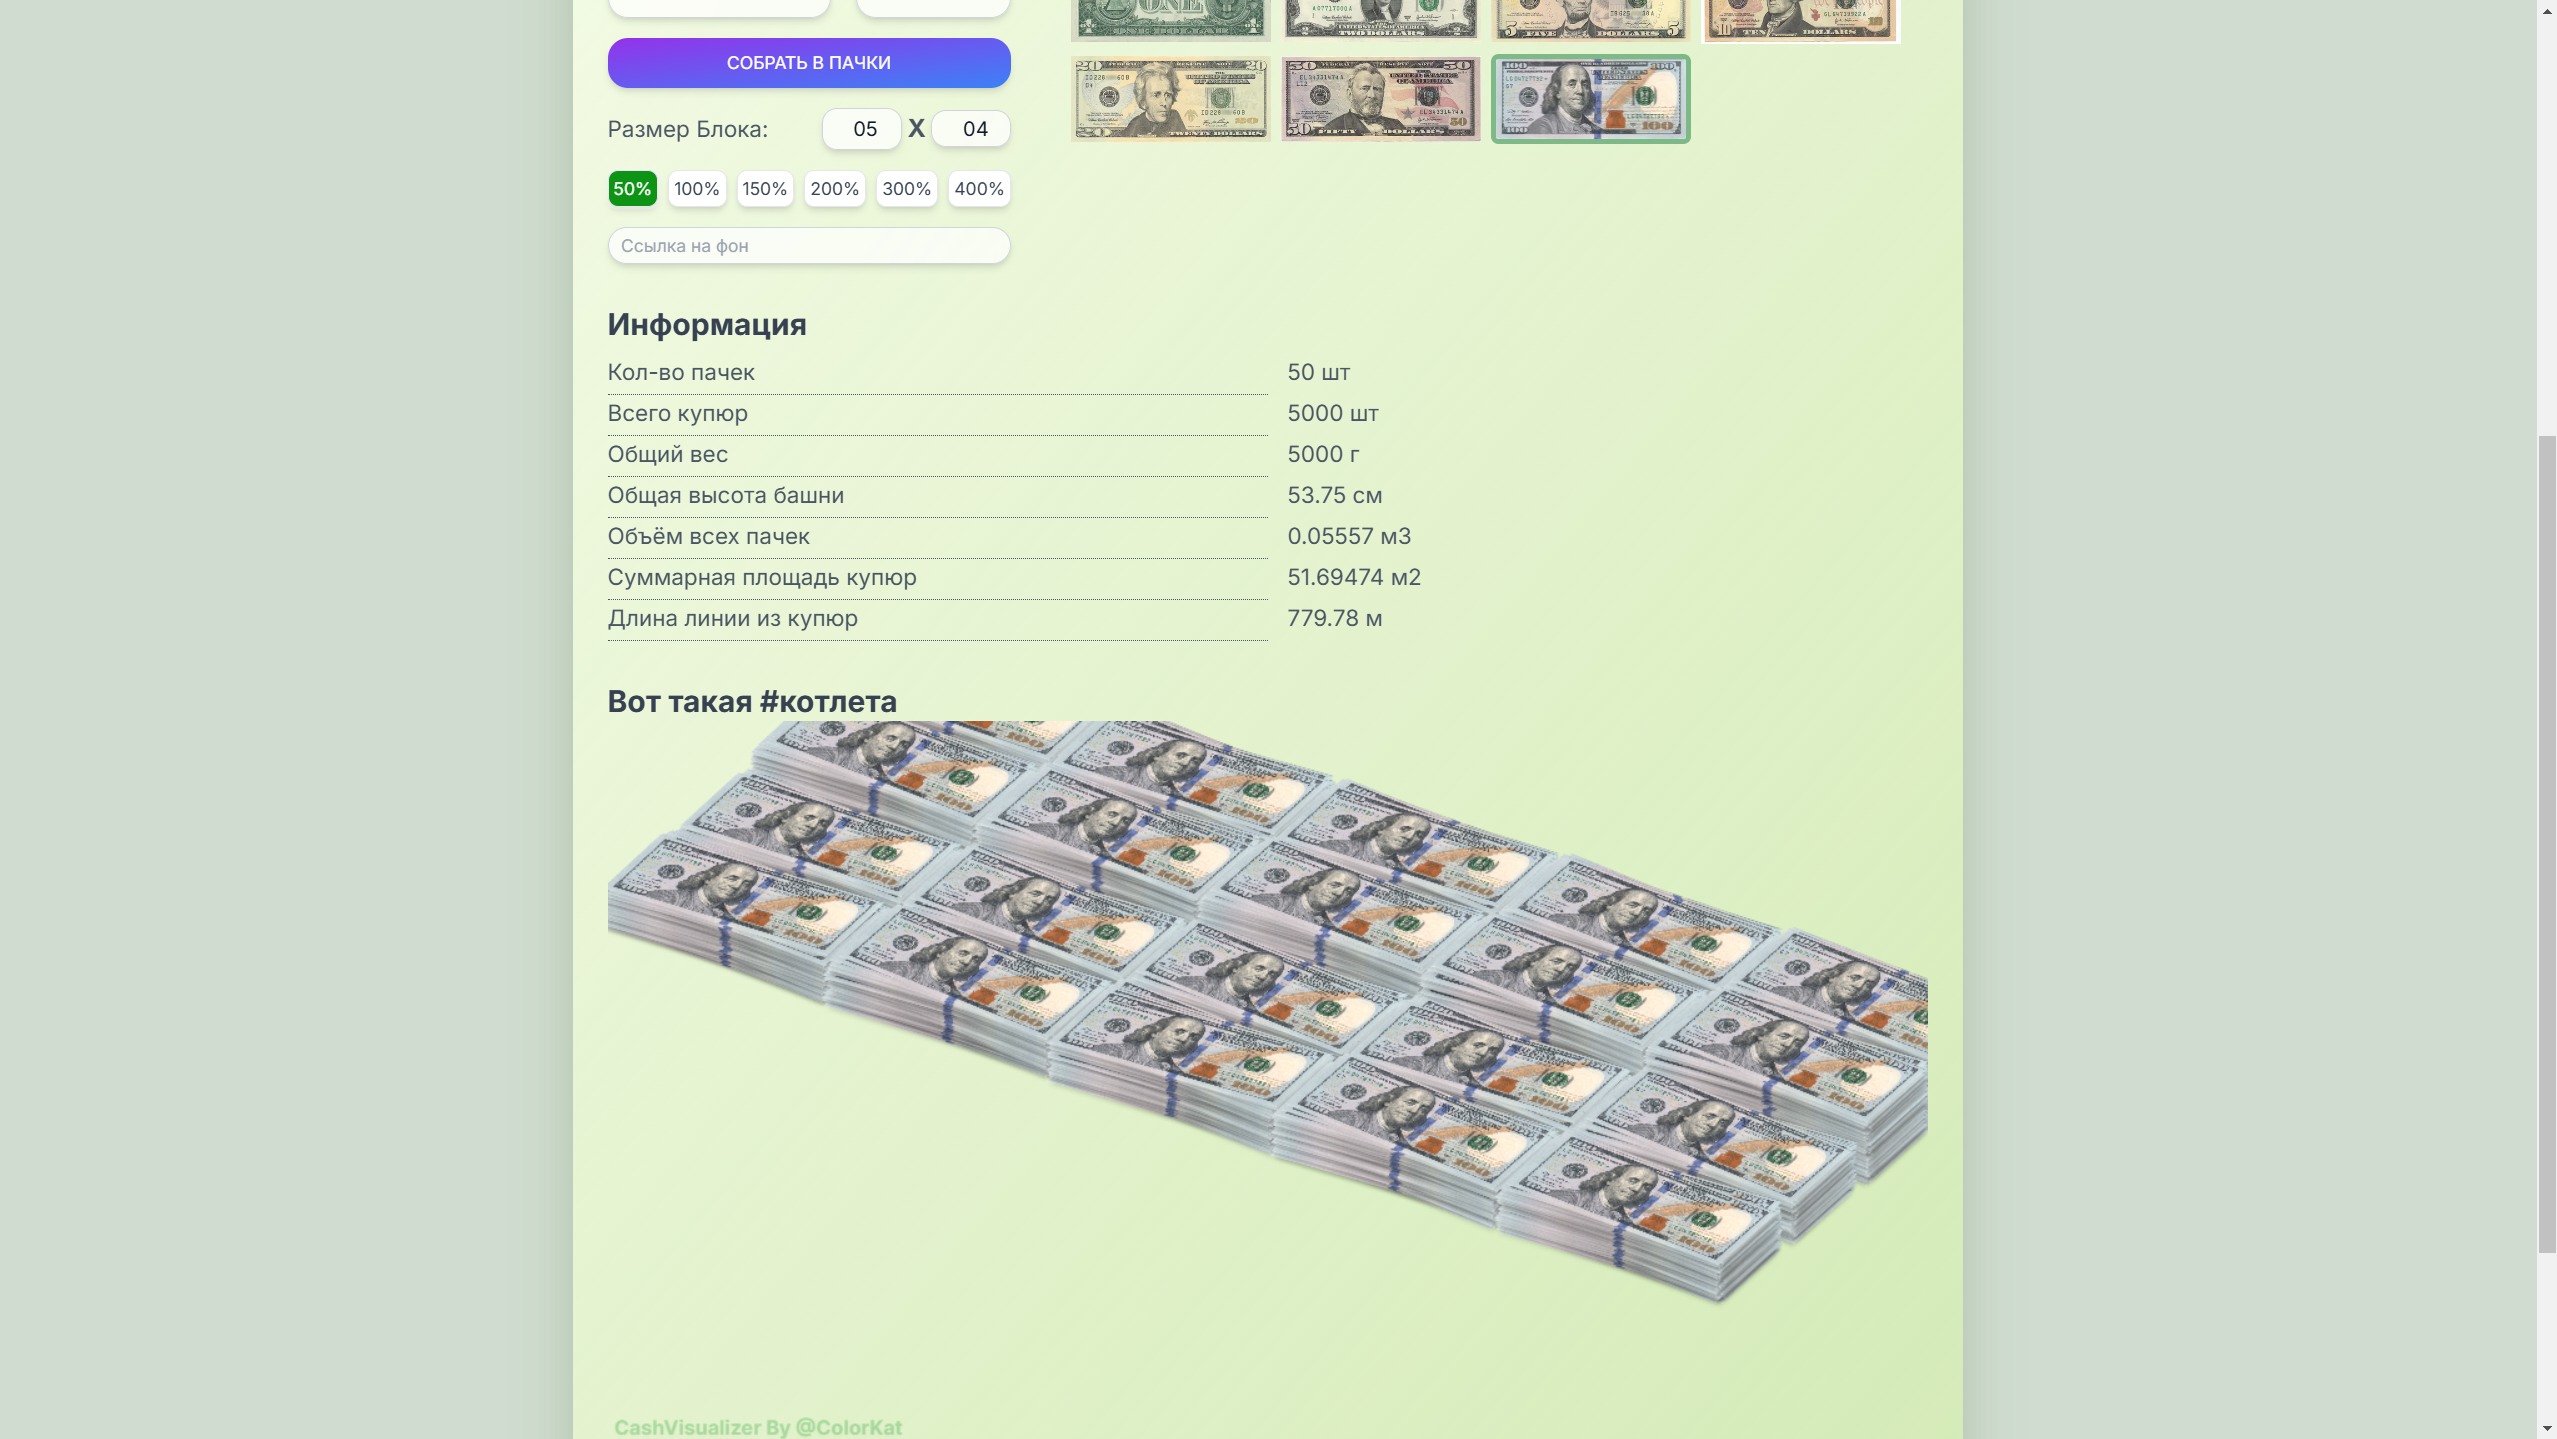 СОБРАТЬ В ПАЧКИ
Размер Блока: 05 X 04
50% 100% 150% 200% 300% 400%
Ссылка на фон
Информация
Кол-во пачек 50 шт
Всего купюр 5000 шт
Общий вес 5000 г
Общая высота башни 53.75 см
Объём всех пачек 0.05557 м3
Суммарная площадь купюр 51.69474 м2
Длина линии из купюр 779.78 м
Вот такая #котлета
CashVisualizer By @ColorKat